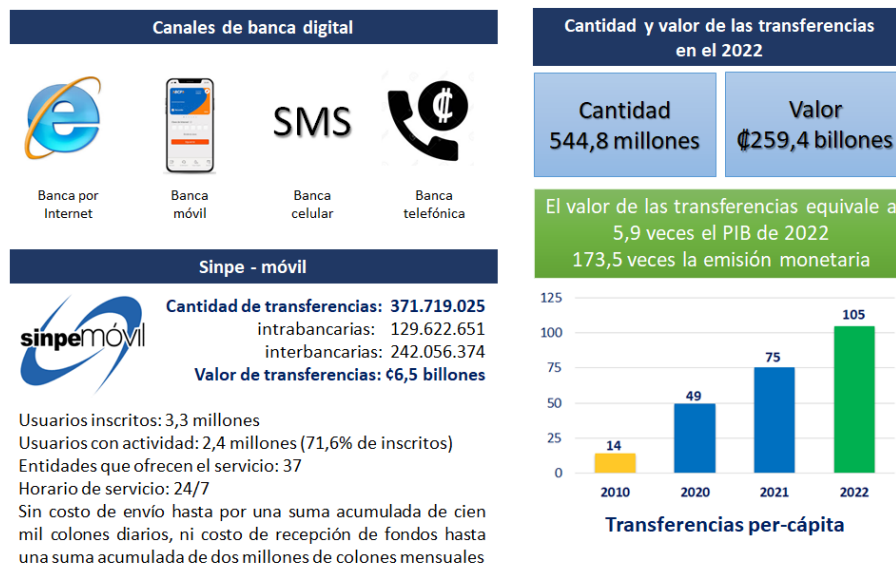 Canales de banca digital
SMS
Banca por
Internet
Banca
móvil
Banca
celular
Banca
telefónica
Sinpe - móvil
sinpemóvil
Cantidad de transferencias: 371.719.025
intrabancarias: 129.622.651
interbancarias: 242.056.374
Valor de transferencias: ¢6,5 billones
Usuarios inscritos: 3,3 millones
Usuarios con actividad: 2,4 millones (71,6% de inscritos)
Entidades que ofrecen el servicio: 37
Horario de servicio: 24/7
Sin costo de envío hasta por una suma acumulada de cien
mil colones diarios, ni costo de recepción de fondos hasta
una suma acumulada de dos millones de colones mensuales
Cantidad y valor de las transferencias
en el 2022
Cantidad
544,8 millones
Valor
₡259,4 billones
El valor de las transferencias equivale a
5,9 veces el PIB de 2022
173,5 veces la emisión monetaria
125
100
75
50
25
0
14
49
75
105
2010
2020
2021
2022
Transferencias per-cápita